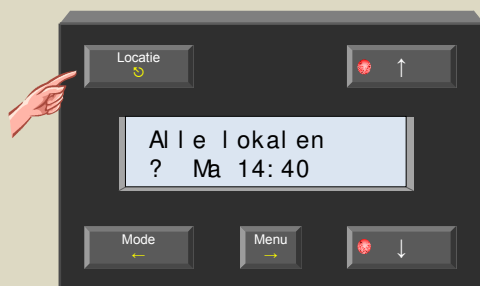 Locatie
↑
Alle lokalen
? Ma 14:40
Mode
←
Menu
→
↓